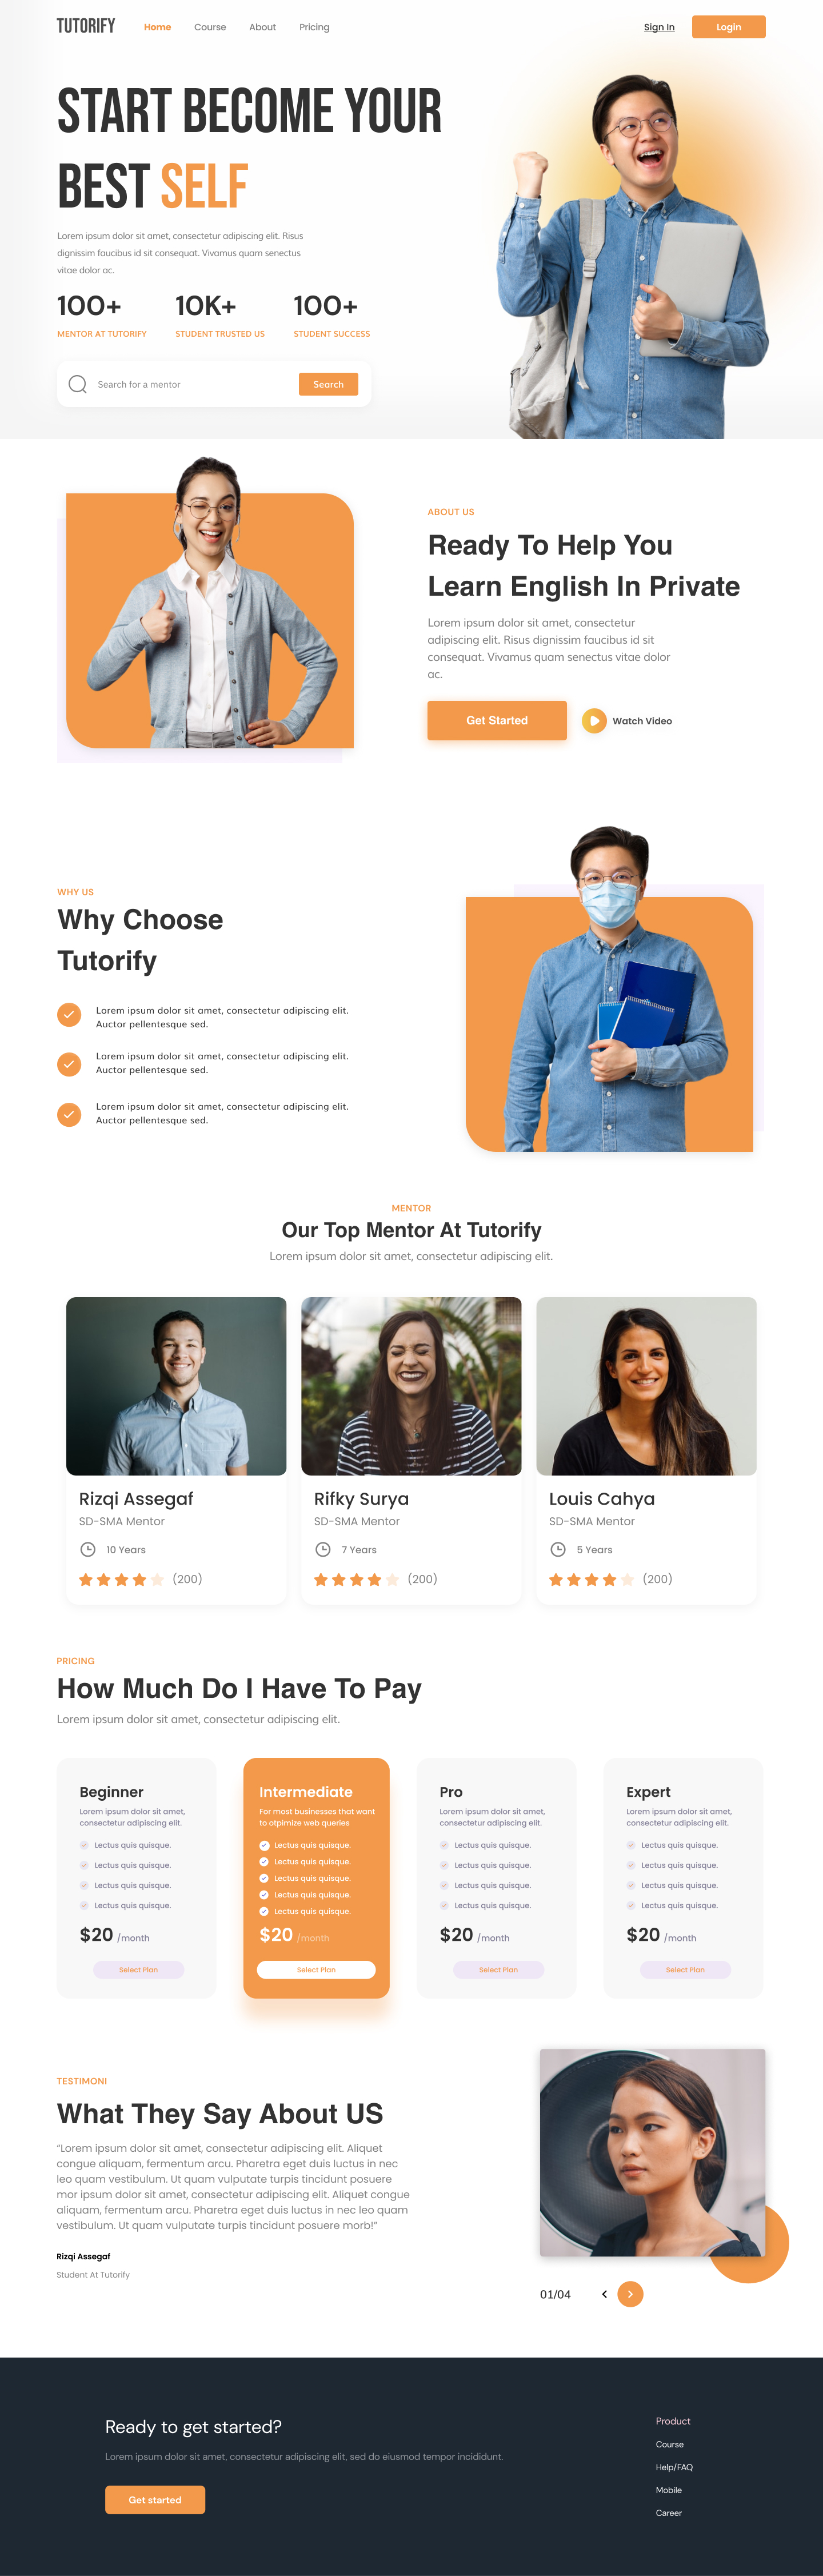 TUTORIFY
Home Course About Pricing Sign In Login
START BECOME YOUR
BEST SELF
Lorem ipsum dolor sit amet, consectetur adipiscing elit. Risus
dignissim faucibus id sit consequat. Vivamus quam senectus
vitae dolor ac.
100+ 10K+ 100+
MENTOR AT TUTORIFY STUDENT TRUSTED US STUDENT SUCCESS
Search for a mentor Search
ABOUT US
Ready To Help You
Learn English In Private
Lorem ipsum dolor sit amet, consectetur
adipiscing elit. Risus dignissim faucibus id sit
consequat. Vivamus quam senectus vitae dolor
ac.
Get Started Watch Video
WHY US
Why Choose
Tutorify
Lorem ipsum dolor sit amet, consectetur adipiscing elit.
Auctor pellentesque sed.
Lorem ipsum dolor sit amet, consectetur adipiscing elit.
Auctor pellentesque sed.
Lorem ipsum dolor sit amet, consectetur adipiscing elit.
Auctor pellentesque sed.
MENTOR
Our Top Mentor At Tutorify
Lorem ipsum dolor sit amet, consectetur adipiscing elit.
Rizqi Assegaf
SD-SMA Mentor
10 Years
(200)
Rifky Surya
SD-SMA Mentor
7 Years
(200)
Louis Cahya
SD-SMA Mentor
5 Years
(200)
PRICING
How Much Do I Have To Pay
Lorem ipsum dolor sit amet, consectetur adipiscing elit.
Beginner
Lorem ipsum dolor sit amet,
consectetur adipiscing elit.
Lectus quis quisque.
Lectus quis quisque.
Lectus quis quisque.
Lectus quis quisque.
$20 /month
Select Plan
Intermediate
For most businesses that want
to otpimize web queries
Lectus quis quisque.
Lectus quis quisque.
Lectus quis quisque.
Lectus quis quisque.
Lectus quis quisque.
$20 /month
Select Plan
Pro
Lorem ipsum dolor sit amet,
consectetur adipiscing elit.
Lectus quis quisque.
Lectus quis quisque.
Lectus quis quisque.
Lectus quis quisque.
$20 /month
Select Plan
Expert
Lorem ipsum dolor sit amet,
consectetur adipiscing elit.
Lectus quis quisque.
Lectus quis quisque.
Lectus quis quisque.
Lectus quis quisque.
$20 /month
Select Plan
TESTIMONI
What They Say About US
“Lorem ipsum dolor sit amet, consectetur adipiscing elit. Aliquet
congue aliquam, fermentum arcu. Pharetra eget duis luctus in nec
leo quam vestibulum. Ut quam vulputate turpis tincidunt posuere
mor ipsum dolor sit amet, consectetur adipiscing elit. Aliquet congue
aliquam, fermentum arcu. Pharetra eget duis luctus in nec leo quam
vestibulum. Ut quam vulputate turpis tincidunt posuere morb!”
Rizqi Assegaf
Student At Tutorify
01/04
Ready to get started?
Lorem ipsum dolor sit amet, consectetur adipiscing elit, sed do eiusmod tempor incididunt.
Get started
Product
Course
Help/FAQ
Mobile
Career